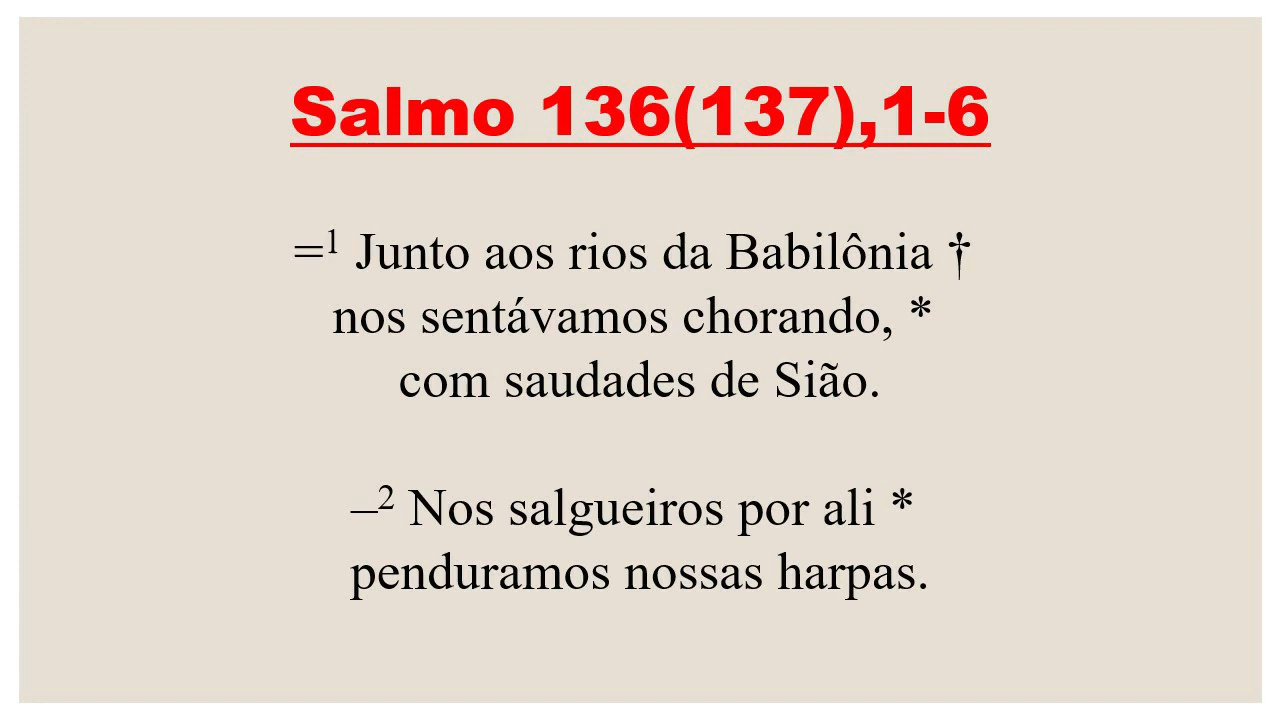 Salmo 136(137),1-6
=¹ Junto aos rios da Babilônia †
nos sentávamos chorando, *
com saudades de Sião.
–² Nos salgueiros por ali *
penduramos nossas harpas.